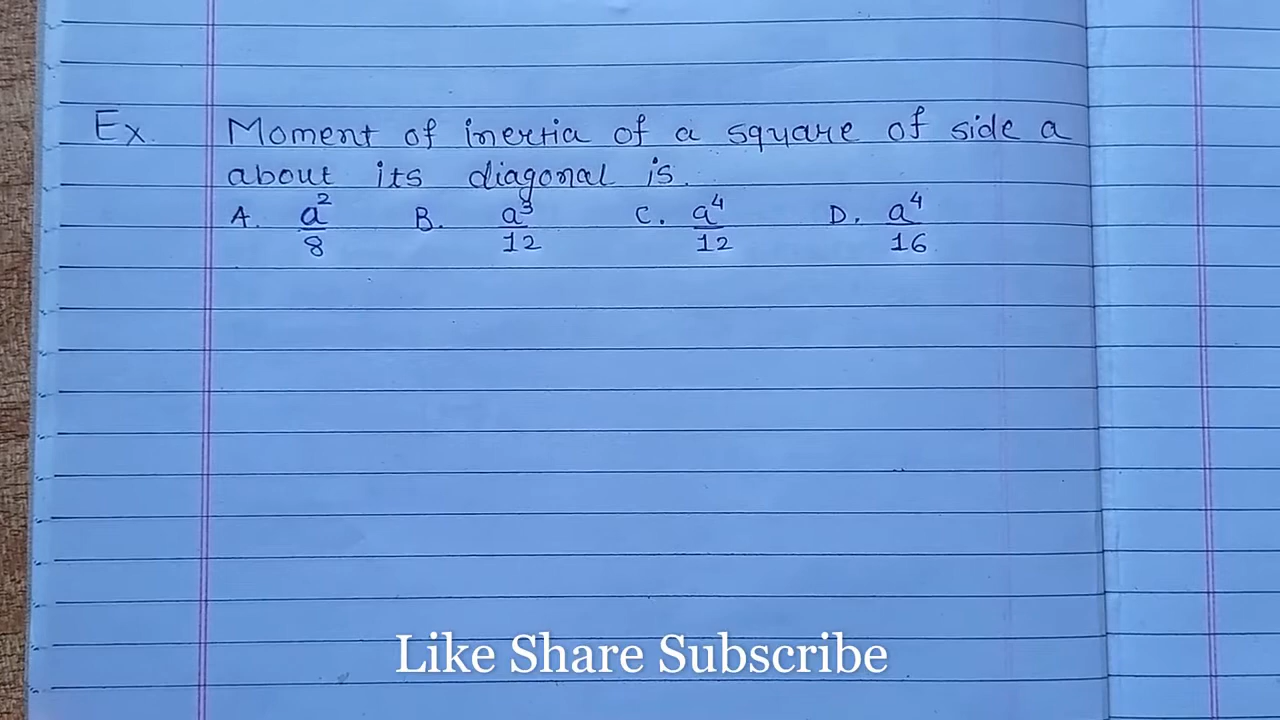 Ex. Moment of inertia of a square of side a
about its diagonal is.
A. a²/8 B. a³/12 C. a⁴/12 D. a⁴/16
Like Share Subscribe